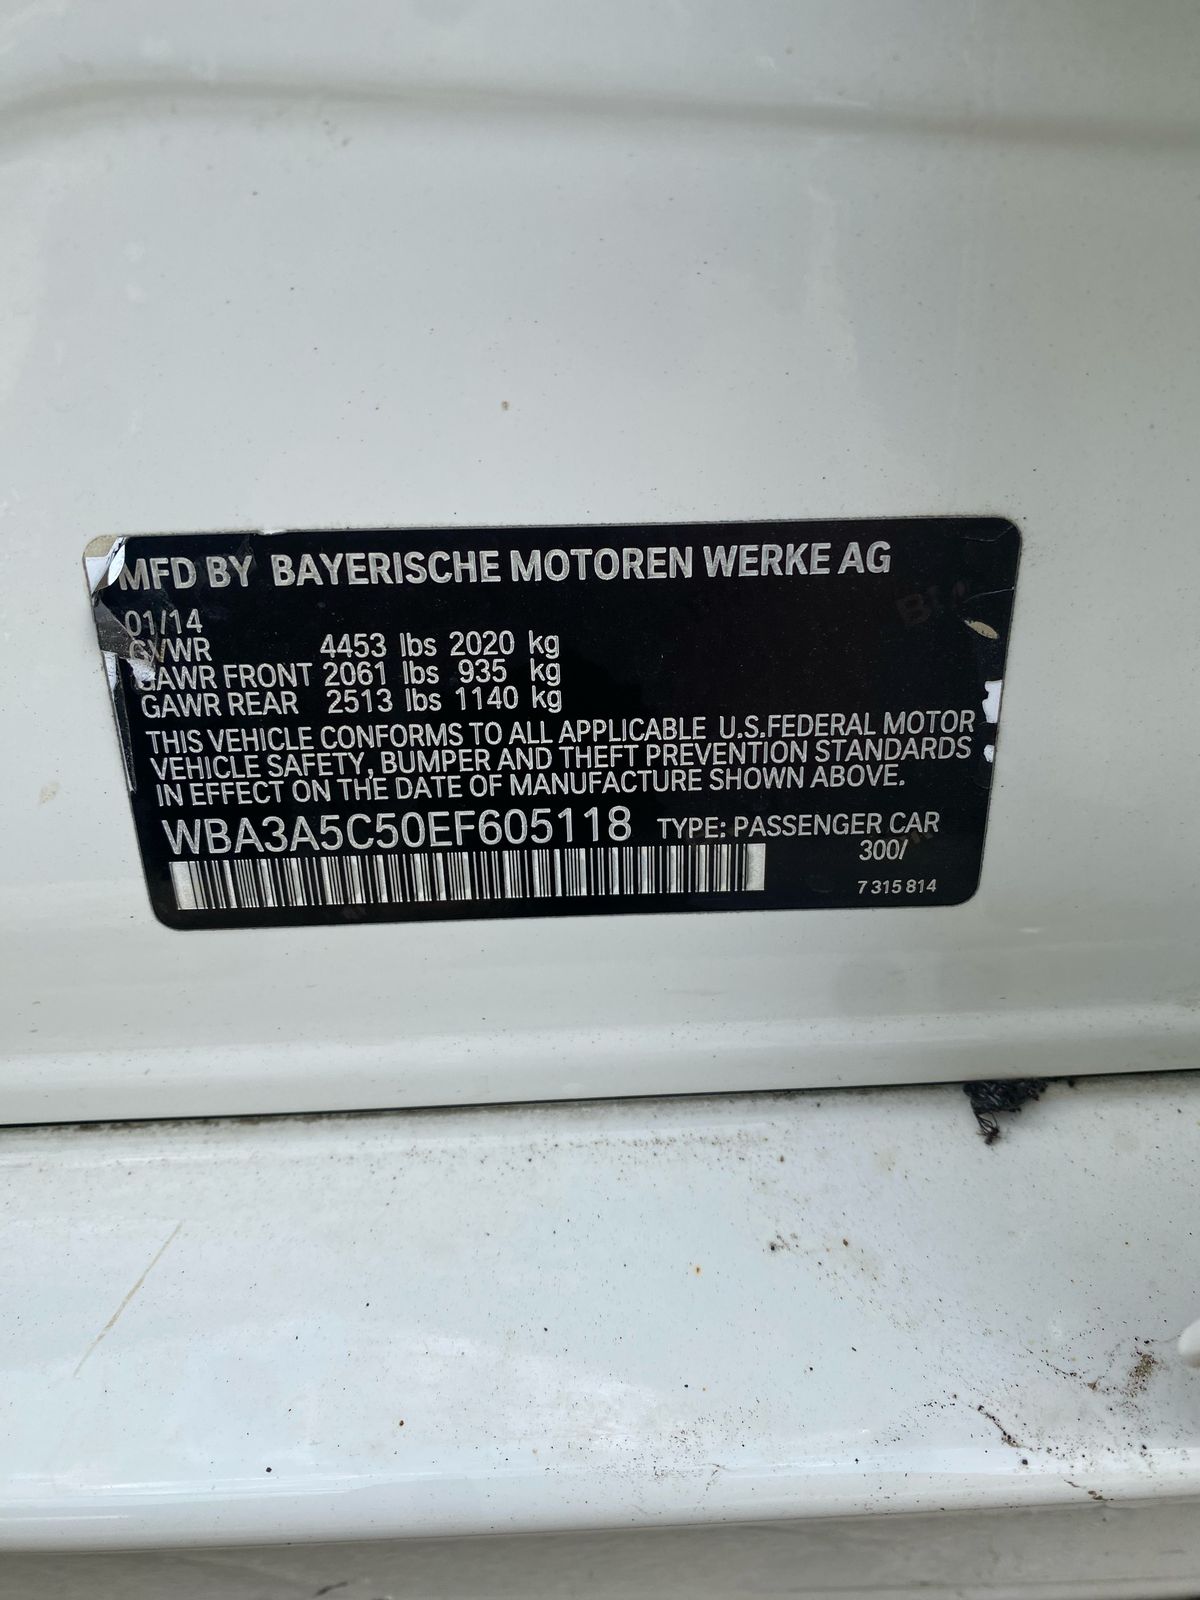 MFD BY BAYERISCHE MOTOREN WERKE AG
01/14
GVWR 4453 lbs 2020 kg
GAWR FRONT 2061 lbs 935 kg
GAWR REAR 2513 lbs 1140 kg
THIS VEHICLE CONFORMS TO ALL APPLICABLE U.S.FEDERAL MOTOR
VEHICLE SAFETY, BUMPER AND THEFT PREVENTION STANDARDS
IN EFFECT ON THE DATE OF MANUFACTURE SHOWN ABOVE.
WBA3A5C50EF605118 TYPE: PASSENGER CAR
300/
7 315 814